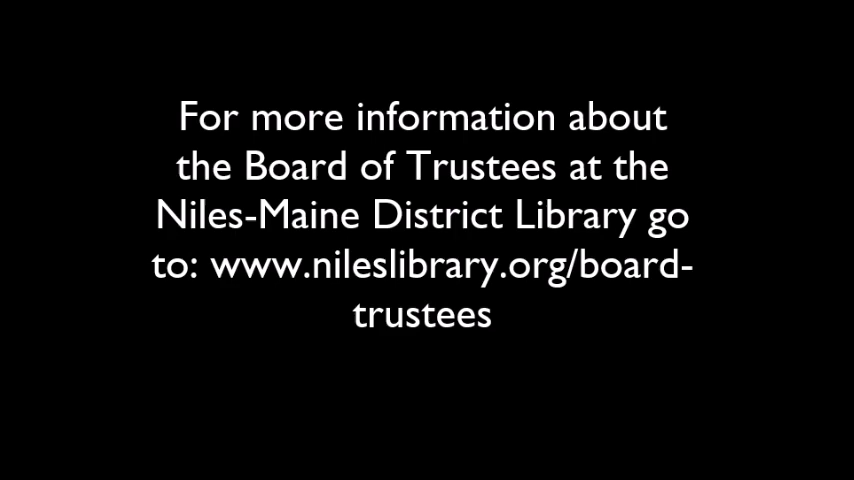 For more information about
the Board of Trustees at the
Niles-Maine District Library go
to: www.nileslibrary.org/board-
trustees